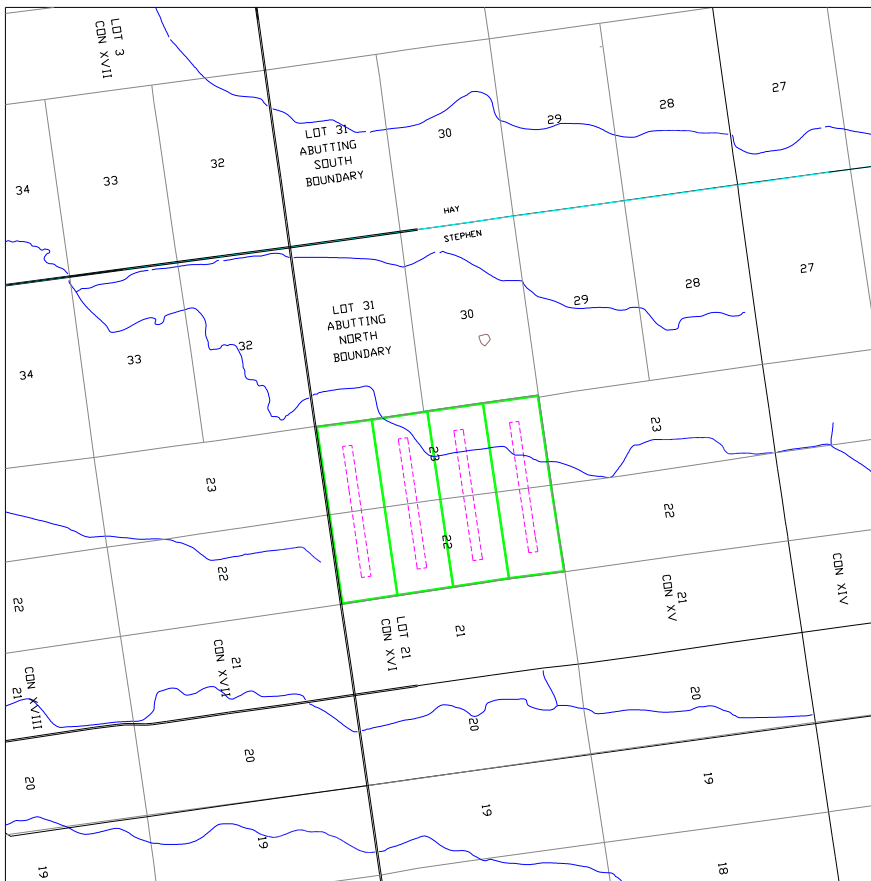 LOT 3
CON XVII
27
28
29
30
LOT 31
ABUTTING
SOUTH
BOUNDARY
32
33
34
HAY
STEPHEN
27
28
29
30
LOT 31
ABUTTING
NORTH
BOUNDARY
32
33
34
23
23
23
22
22
22
22
CON XIV
21
CON XV
21
LOT 21
CON XVI
21
CON XVII
21
CON XVIII
20
20
20
20
19
19
19
19
18